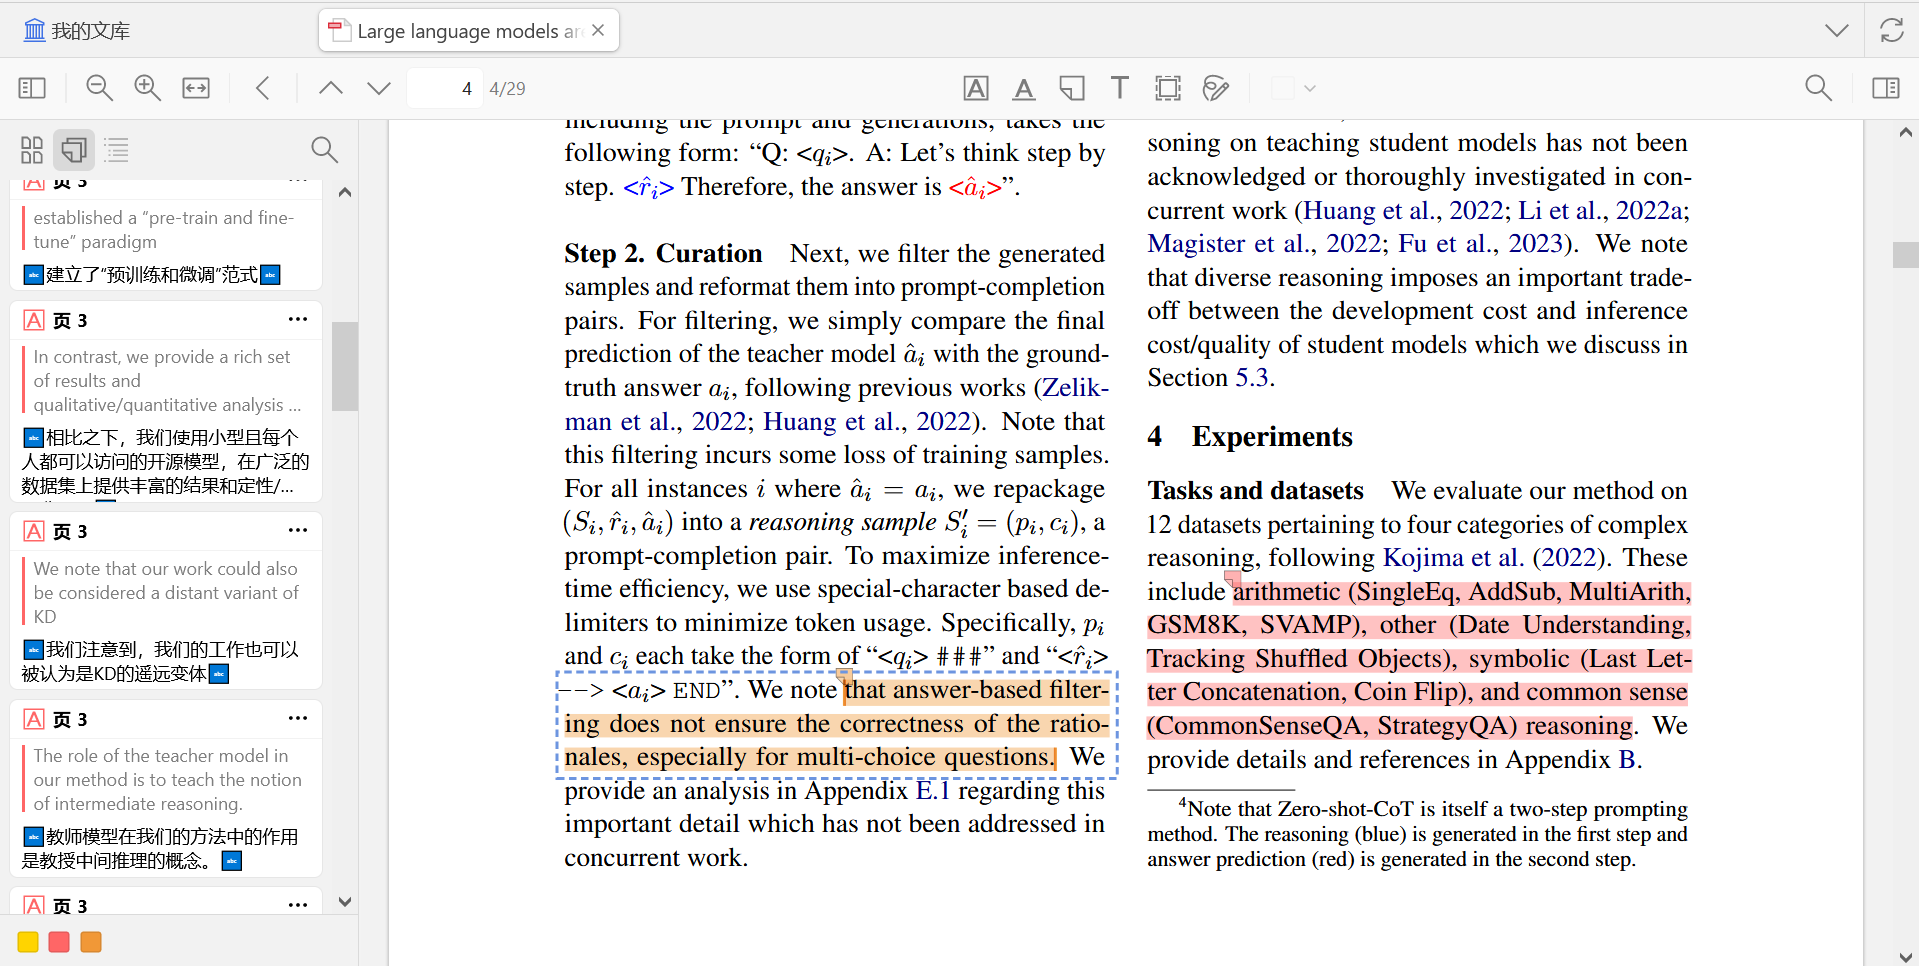 我的文库
Large language models ar
4
4/29
页 3
established a “pre-train and fine-
tune” paradigm
建立了“预训练和微调”范式
页 3
In contrast, we provide a rich set
of results and
qualitative/quantitative analysis ...
相比之下，我们使用小型且每个
人都可以访问的开源模型，在广泛的
数据集上提供丰富的结果和定性/...
页 3
We note that our work could also
be considered a distant variant of
KD
我们注意到，我们的工作也可以
被认为是KD的遥远变体
页 3
The role of the teacher model in
our method is to teach the notion
of intermediate reasoning.
教师模型在我们的方法中的作用
是教授中间推理的概念。
页 3
including the prompt and generations, takes the
following form: “Q: <q_i>. A: Let’s think step by
step. <r̂_i> Therefore, the answer is <â_i>”.
Step 2. Curation Next, we filter the generated
samples and reformat them into prompt-completion
pairs. For filtering, we simply compare the final
prediction of the teacher model â_i with the ground-
truth answer a_i, following previous works (Zelik-
man et al., 2022; Huang et al., 2022). Note that
this filtering incurs some loss of training samples.
For all instances i where â_i = a_i, we repackage
(S_i, r̂_i, â_i) into a reasoning sample S′_i = (p_i, c_i), a
prompt-completion pair. To maximize inference-
time efficiency, we use special-character based de-
limiters to minimize token usage. Specifically, p_i
and c_i each take the form of “<q_i> ###” and “<r̂_i>
--> <a_i> END”. We note that answer-based filter-
ing does not ensure the correctness of the ratio-
nales, especially for multi-choice questions. We
provide an analysis in Appendix E.1 regarding this
important detail which has not been addressed in
concurrent work.
soning on teaching student models has not been
acknowledged or thoroughly investigated in con-
current work (Huang et al., 2022; Li et al., 2022a;
Magister et al., 2022; Fu et al., 2023). We note
that diverse reasoning imposes an important trade-
off between the development cost and inference
cost/quality of student models which we discuss in
Section 5.3.
4 Experiments
Tasks and datasets We evaluate our method on
12 datasets pertaining to four categories of complex
reasoning, following Kojima et al. (2022). These
include arithmetic (SingleEq, AddSub, MultiArith,
GSM8K, SVAMP), other (Date Understanding,
Tracking Shuffled Objects), symbolic (Last Let-
ter Concatenation, Coin Flip), and common sense
(CommonSenseQA, StrategyQA) reasoning. We
provide details and references in Appendix B.
4Note that Zero-shot-CoT is itself a two-step prompting
method. The reasoning (blue) is generated in the first step and
answer prediction (red) is generated in the second step.